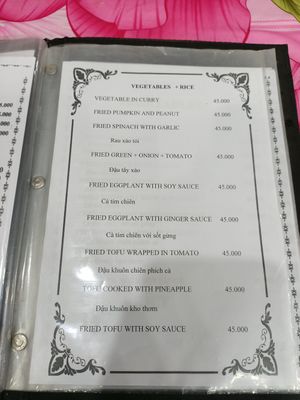 VEGETABLES + RICE
VEGETABLE IN CURRY 45.000
FRIED PUMPKIN AND PEANUT 45.000
FRIED SPINACH WITH GARLIC 45.000
Rau xào tỏi
FRIED GREEN + ONION + TOMATO 45.000
Đậu tây xào
FRIED EGGPLANT WITH SOY SAUCE 45.000
Cà tím chiên
FRIED EGGPLANT WITH GINGER SAUCE 45.000
Cà tím chiên với sốt gừng
FRIED TOFU WRAPPED IN TOMATO 45.000
Đậu khuôn chiên phích cà
TOFU COOKED WITH PINEAPPLE 45.000
Đậu khuôn kho thơm
FRIED TOFU WITH SOY SAUCE 45.000